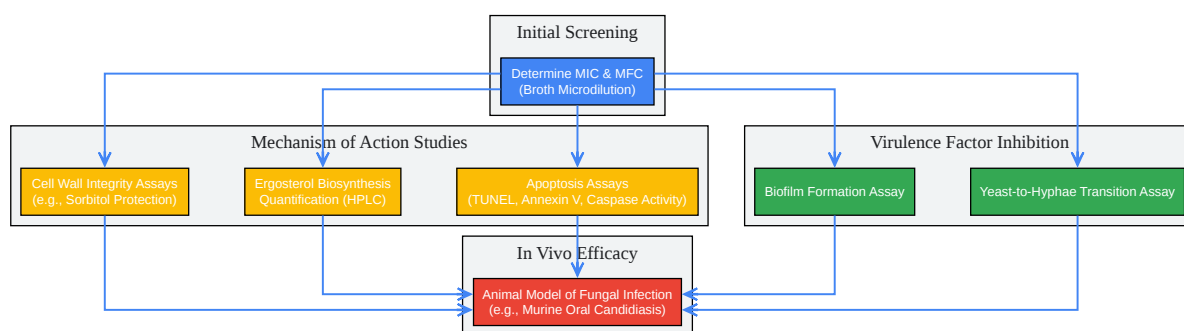 Initial Screening
Determine MIC & MFC
(Broth Microdilution)
Mechanism of Action Studies
Virulence Factor Inhibition
Cell Wall Integrity Assays
(e.g., Sorbitol Protection)
Ergosterol Biosynthesis
Quantification (HPLC)
Apoptosis Assays
(TUNEL, Annexin V, Caspase Activity)
Biofilm Formation Assay
Yeast-to-Hyphae Transition Assay
In Vivo Efficacy
Animal Model of Fungal Infection
(e.g., Murine Oral Candidiasis)